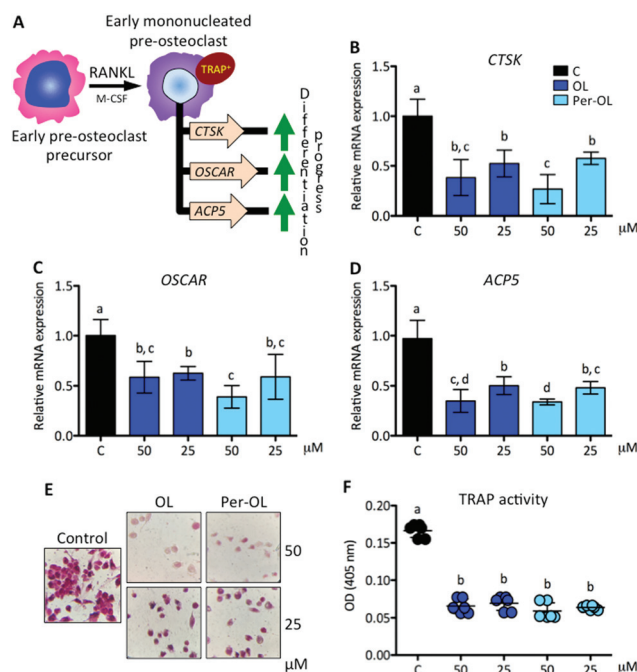 A
Early mononucleated
pre-osteoclast
RANKL
M-CSF
TRAP⁺
Early pre-osteoclast
precursor
CTSK
OSCAR
ACP5
Differentiation
progress
B
CTSK
C
OL
Per-OL
Relative mRNA expression
1.5
1.0
0.5
0.0
a
b, c
b
c
b
C
50
25
50
25
µM
C
OSCAR
Relative mRNA expression
1.5
1.0
0.5
0.0
a
b, c
b
c
b, c
C
50
25
50
25
µM
D
ACP5
Relative mRNA expression
1.5
1.0
0.5
0.0
a
c, d
b
d
b, c
C
50
25
50
25
µM
E
OL
Per-OL
Control
50
25
µM
F
TRAP activity
OD (405 nm)
0.20
0.15
0.10
0.05
0.00
a
b
b
b
b
C
50
25
50
25
µM